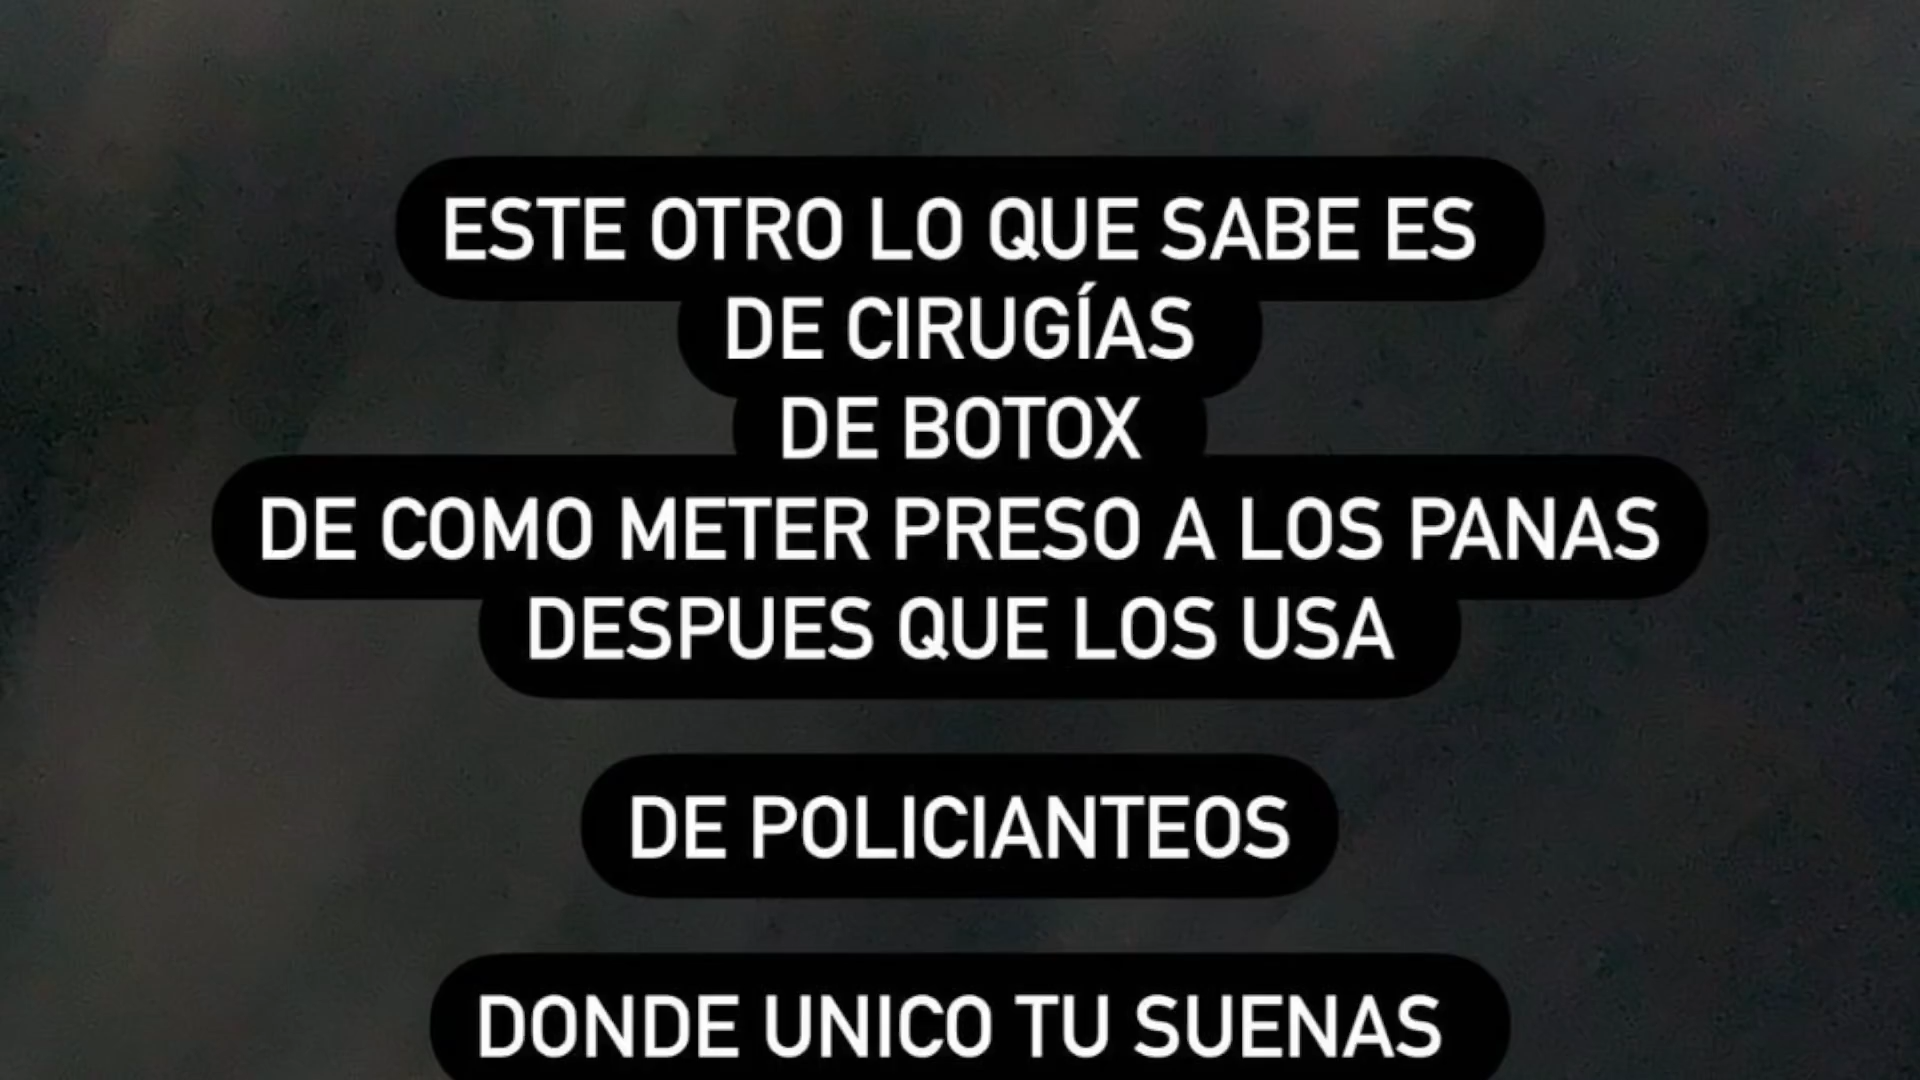 ESTE OTRO LO QUE SABE ES
DE CIRUGÍAS
DE BOTOX
DE COMO METER PRESO A LOS PANAS
DESPUES QUE LOS USA
DE POLICIANTEOS
DONDE UNICO TU SUENAS